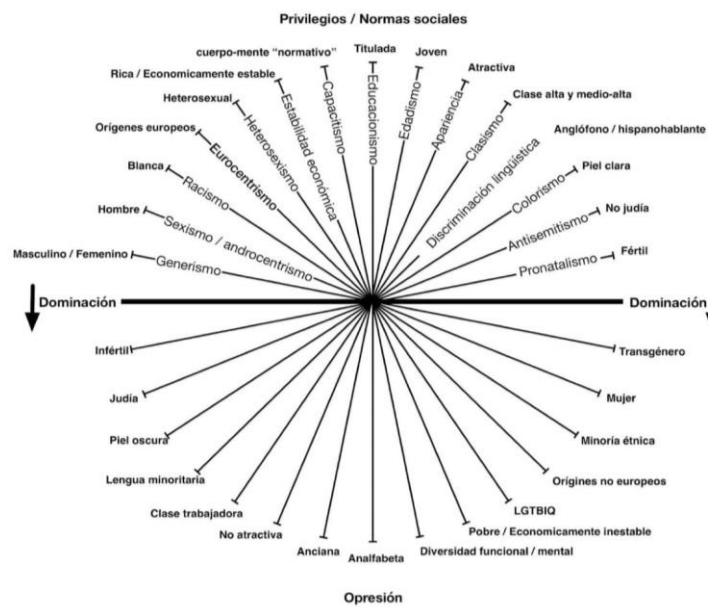 Privilegios / Normas sociales
cuerpo-mente “normativo”
Titulada
Joven
Rica / Economicamente estable
Atractiva
Heterosexual
Clase alta y medio-alta
Orígenes europeos
Anglófono / hispanohablante
Blanca
Piel clara
Hombre
No judía
Masculino / Femenino
Fértil
Generismo
Sexismo / androcentrismo
Racismo
Eurocentrismo
Heterosexismo
Estabilidad económica
Capacitismo
Educacionismo
Edadismo
Apariencia
Clasismo
Discriminación lingüística
Colorismo
Antisemitismo
Pronatalismo
Dominación
Dominación
Infértil
Transgénero
Judía
Mujer
Piel oscura
Minoría étnica
Lengua minoritaria
Orígines no europeos
Clase trabajadora
LGTBIQ
No atractiva
Pobre / Economicamente inestable
Anciana
Analfabeta
Diversidad funcional / mental
Opresión